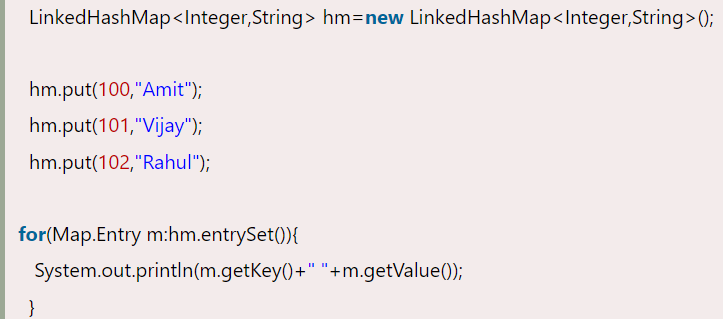 LinkedHashMap<Integer,String> hm=new LinkedHashMap<Integer,String>();
hm.put(100,"Amit");
hm.put(101,"Vijay");
hm.put(102,"Rahul");
for(Map.Entry m:hm.entrySet()){
System.out.println(m.getKey()+" "+m.getValue());
}